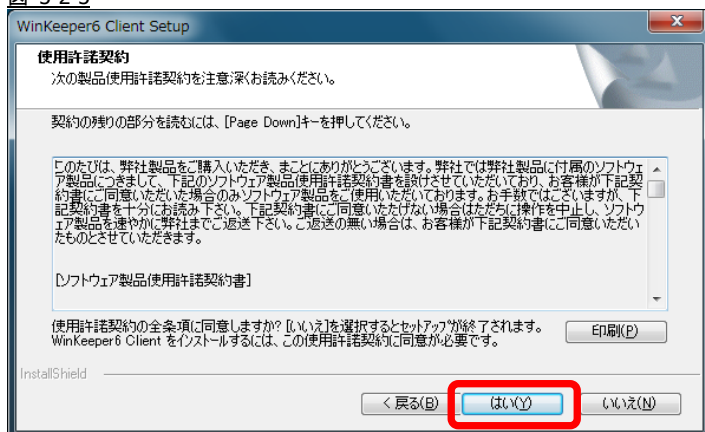 WinKeeper6 Client Setup
使用許諾契約
次の製品使用許諾契約を注意深くお読みください。
契約の残りの部分を読むには、[Page Down]キーを押してください。
このたびは、弊社製品をご購入いただき、まことにありがとうございます。弊社では弊社製品に付属のソフトウェ
ア製品につきまして、下記のソフトウェア製品使用許諾契約書を設けさせていただいており、お客様が下記契
約書にご同意いただいた場合のみソフトウェア製品をご使用いただいております。お手数ではございますが、下
記契約書を十分にお読み下さい。下記契約書にご同意いただけない場合はただちに操作を中止し、ソフトウ
ェア製品を速やかに弊社までご返送下さい。ご返送の無い場合は、お客様が下記契約書にご同意いただい
たものとさせていただきます。
[ソフトウェア製品使用許諾契約書]
使用許諾契約の全条項に同意しますか? [いいえ]を選択するとセットアップが終了されます。
WinKeeper6 Client をインストールするには、この使用許諾契約に同意が必要です。
印刷(P)
InstallShield
< 戻る(B)
はい(Y)
いいえ(N)